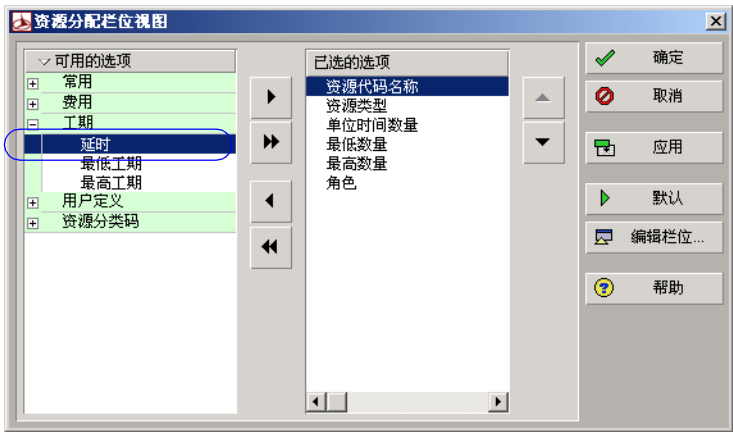 资源分配栏位视图
可用的选项
常用
费用
工期
延时
最低工期
最高工期
用户定义
资源分类码
已选的选项
资源代码名称
资源类型
单位时间数量
最低数量
最高数量
角色
确定
取消
应用
默认
编辑栏位...
帮助